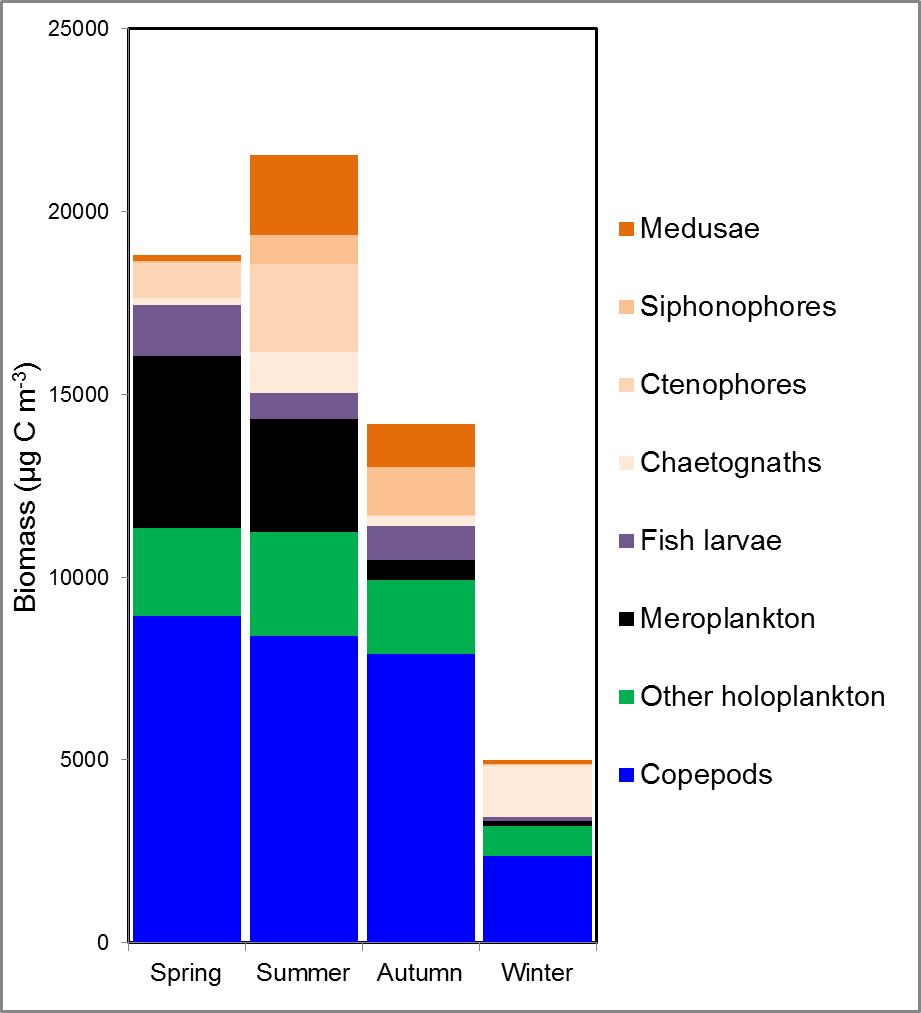 25000
20000
15000
10000
5000
0
Biomass (µg C m⁻³)
Spring Summer Autumn Winter
Medusae
Siphonophores
Ctenophores
Chaetognaths
Fish larvae
Meroplankton
Other holoplankton
Copepods